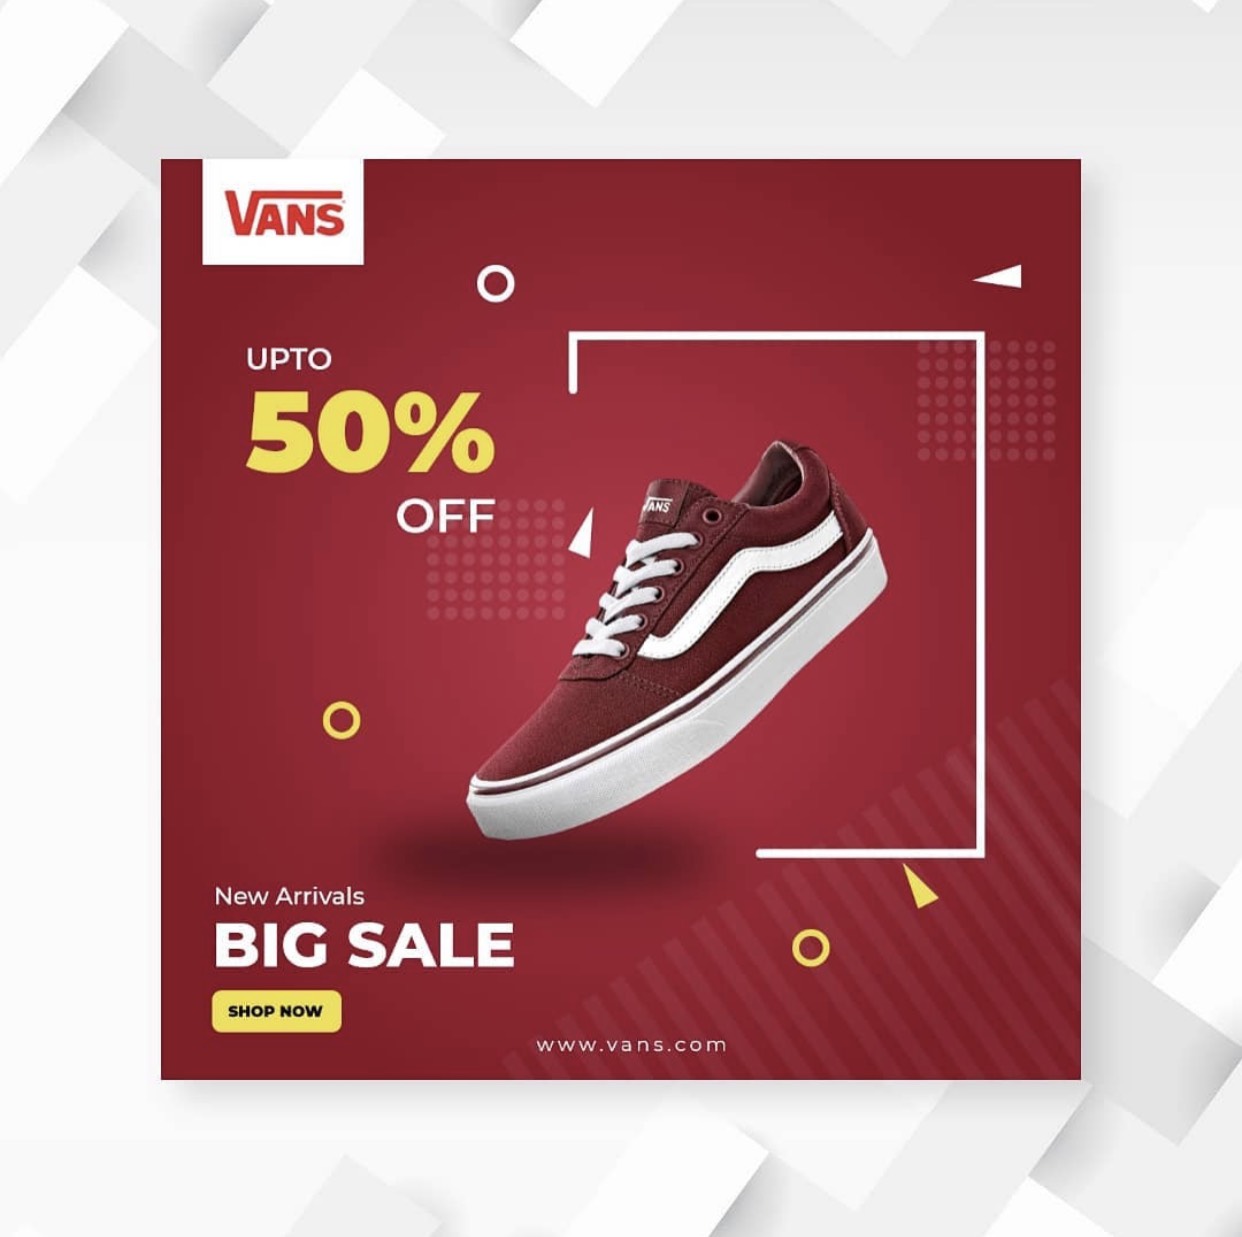 VANS
UPTO
50%
OFF
VANS
New Arrivals
BIG SALE
SHOP NOW
www.vans.com